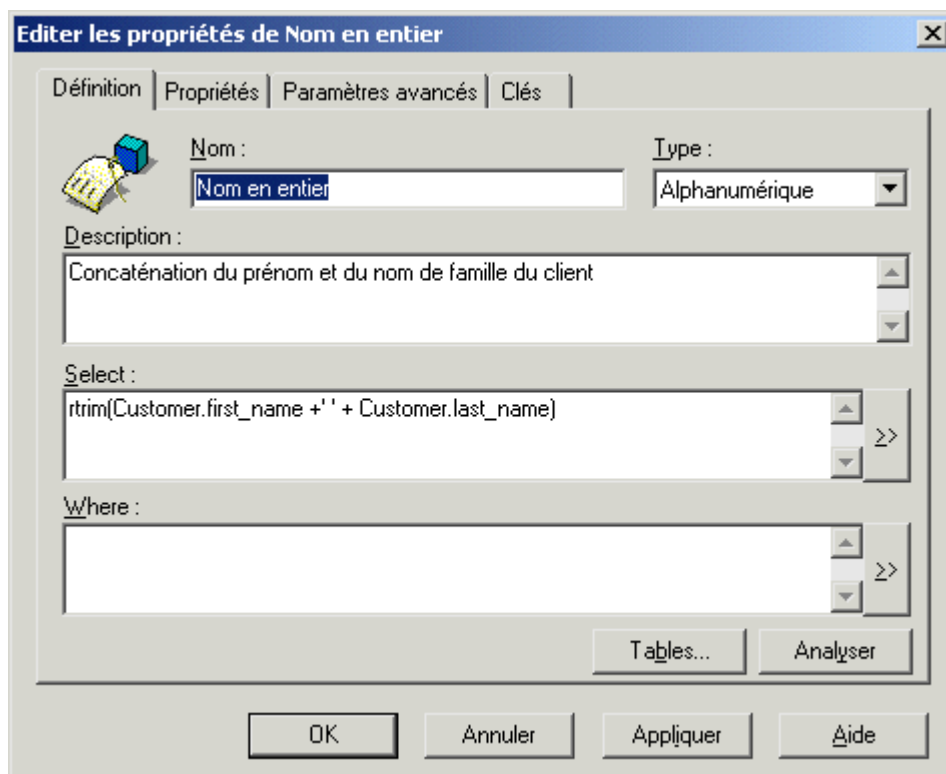 Editer les propriétés de Nom en entier
Définition Propriétés Paramètres avancés Clés
Nom : Type :
Nom en entier Alphanumérique
Description :
Concaténation du prénom et du nom de famille du client
Select :
rtrim(Customer.first_name +' ' + Customer.last_name)
>>
Where :
>>
Tables... Analyser
OK Annuler Appliquer Aide